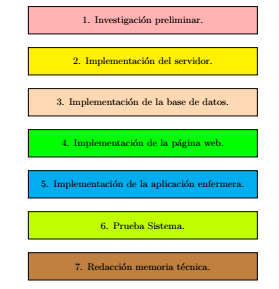 1. Investigación preliminar.
2. Implementación del servidor.
3. Implementación de la base de datos.
4. Implementación de la página web.
5. Implementación de la aplicación enfermera.
6. Prueba Sistema.
7. Redacción memoria técnica.